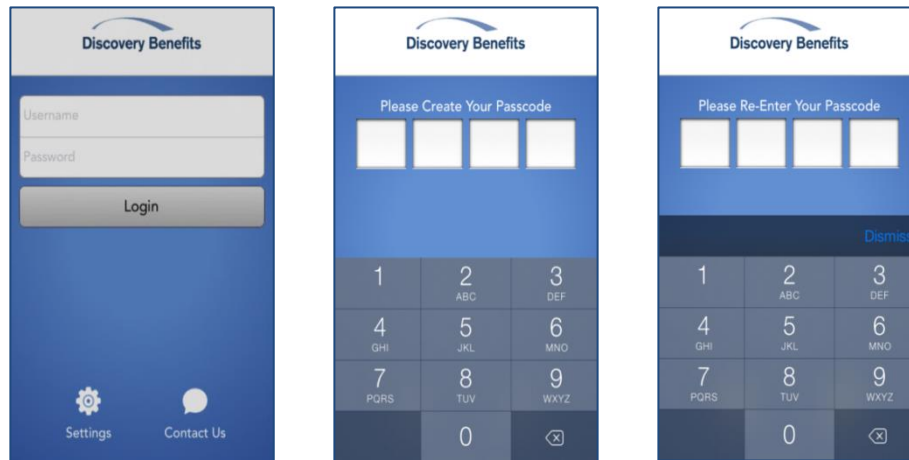 Discovery Benefits
Username
Password
Login
Settings
Contact Us
Discovery Benefits
Please Create Your Passcode
1
2
ABC
3
DEF
4
GHI
5
JKL
6
MNO
7
PQRS
8
TUV
9
WXYZ
0
Discovery Benefits
Please Re-Enter Your Passcode
Dismiss
1
2
ABC
3
DEF
4
GHI
5
JKL
6
MNO
7
PQRS
8
TUV
9
WXYZ
0